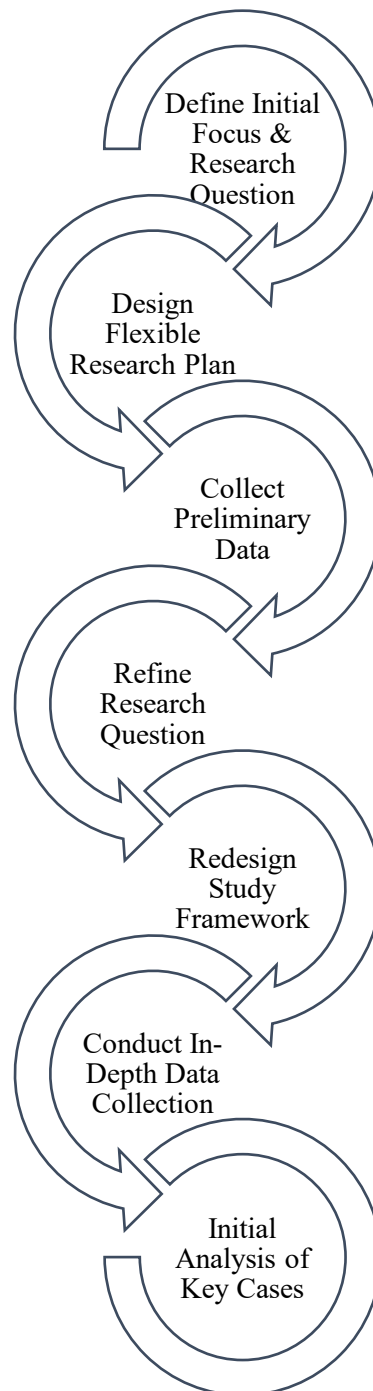 Define Initial
Focus &
Research
Question
Design
Flexible
Research Plan
Collect
Preliminary
Data
Refine
Research
Question
Redesign
Study
Framework
Conduct In-
Depth Data
Collection
Initial
Analysis of
Key Cases